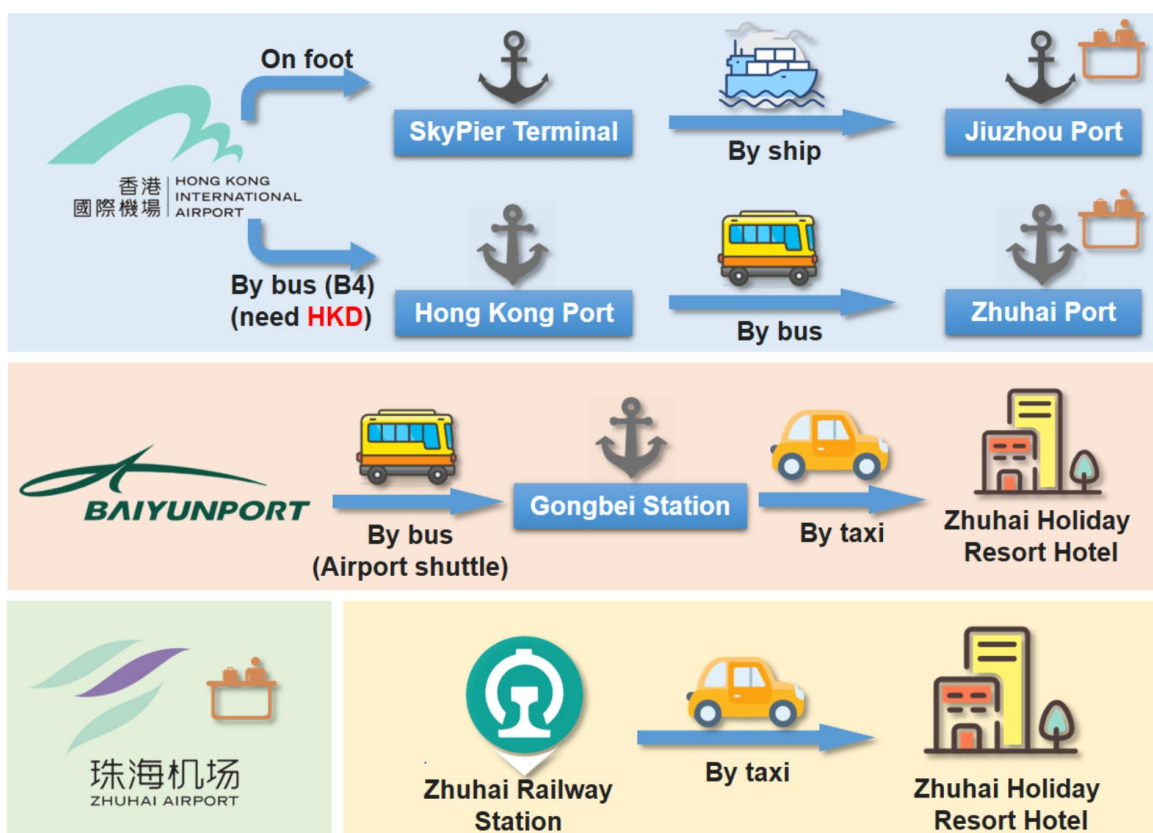 On foot
SkyPier Terminal
By ship
Jiuzhou Port
香港
國際機場
HONG KONG
INTERNATIONAL
AIRPORT
By bus (B4)
(need HKD)
Hong Kong Port
By bus
Zhuhai Port
BAIYUNPORT
By bus
(Airport shuttle)
Gongbei Station
By taxi
Zhuhai Holiday
Resort Hotel
珠海机场
ZHUHAI AIRPORT
Zhuhai Railway
Station
By taxi
Zhuhai Holiday
Resort Hotel